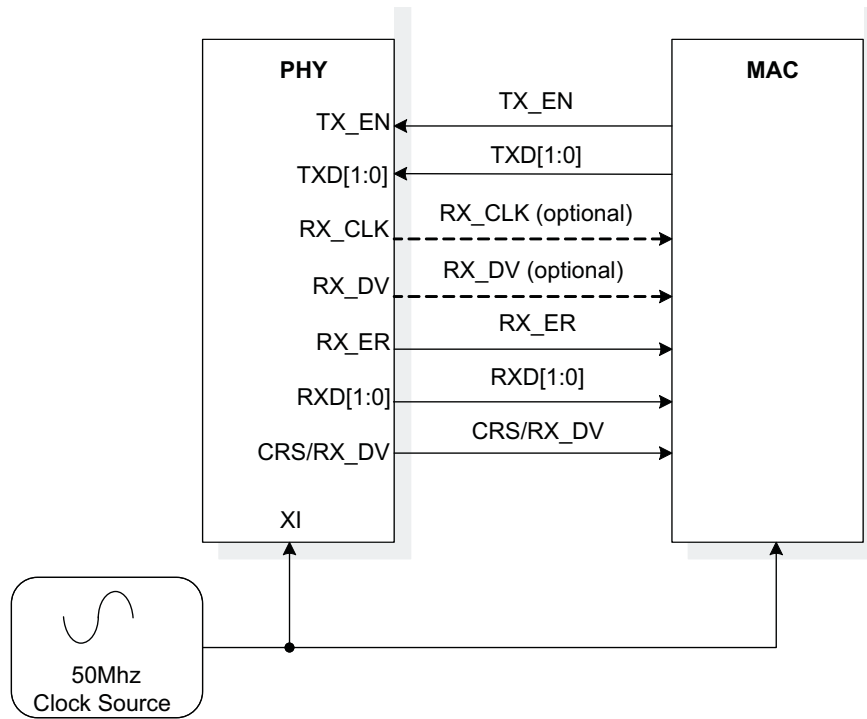 PHY
MAC
TX_EN
TX_EN
TXD[1:0]
TXD[1:0]
RX_CLK
RX_CLK (optional)
RX_DV
RX_DV (optional)
RX_ER
RX_ER
RXD[1:0]
RXD[1:0]
CRS/RX_DV
CRS/RX_DV
XI
50Mhz
Clock Source